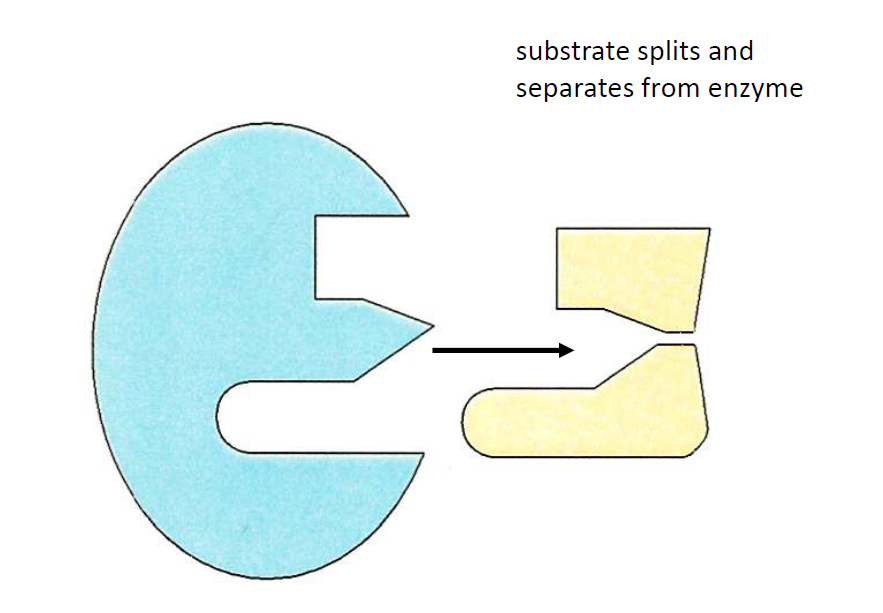 substrate splits and
separates from enzyme